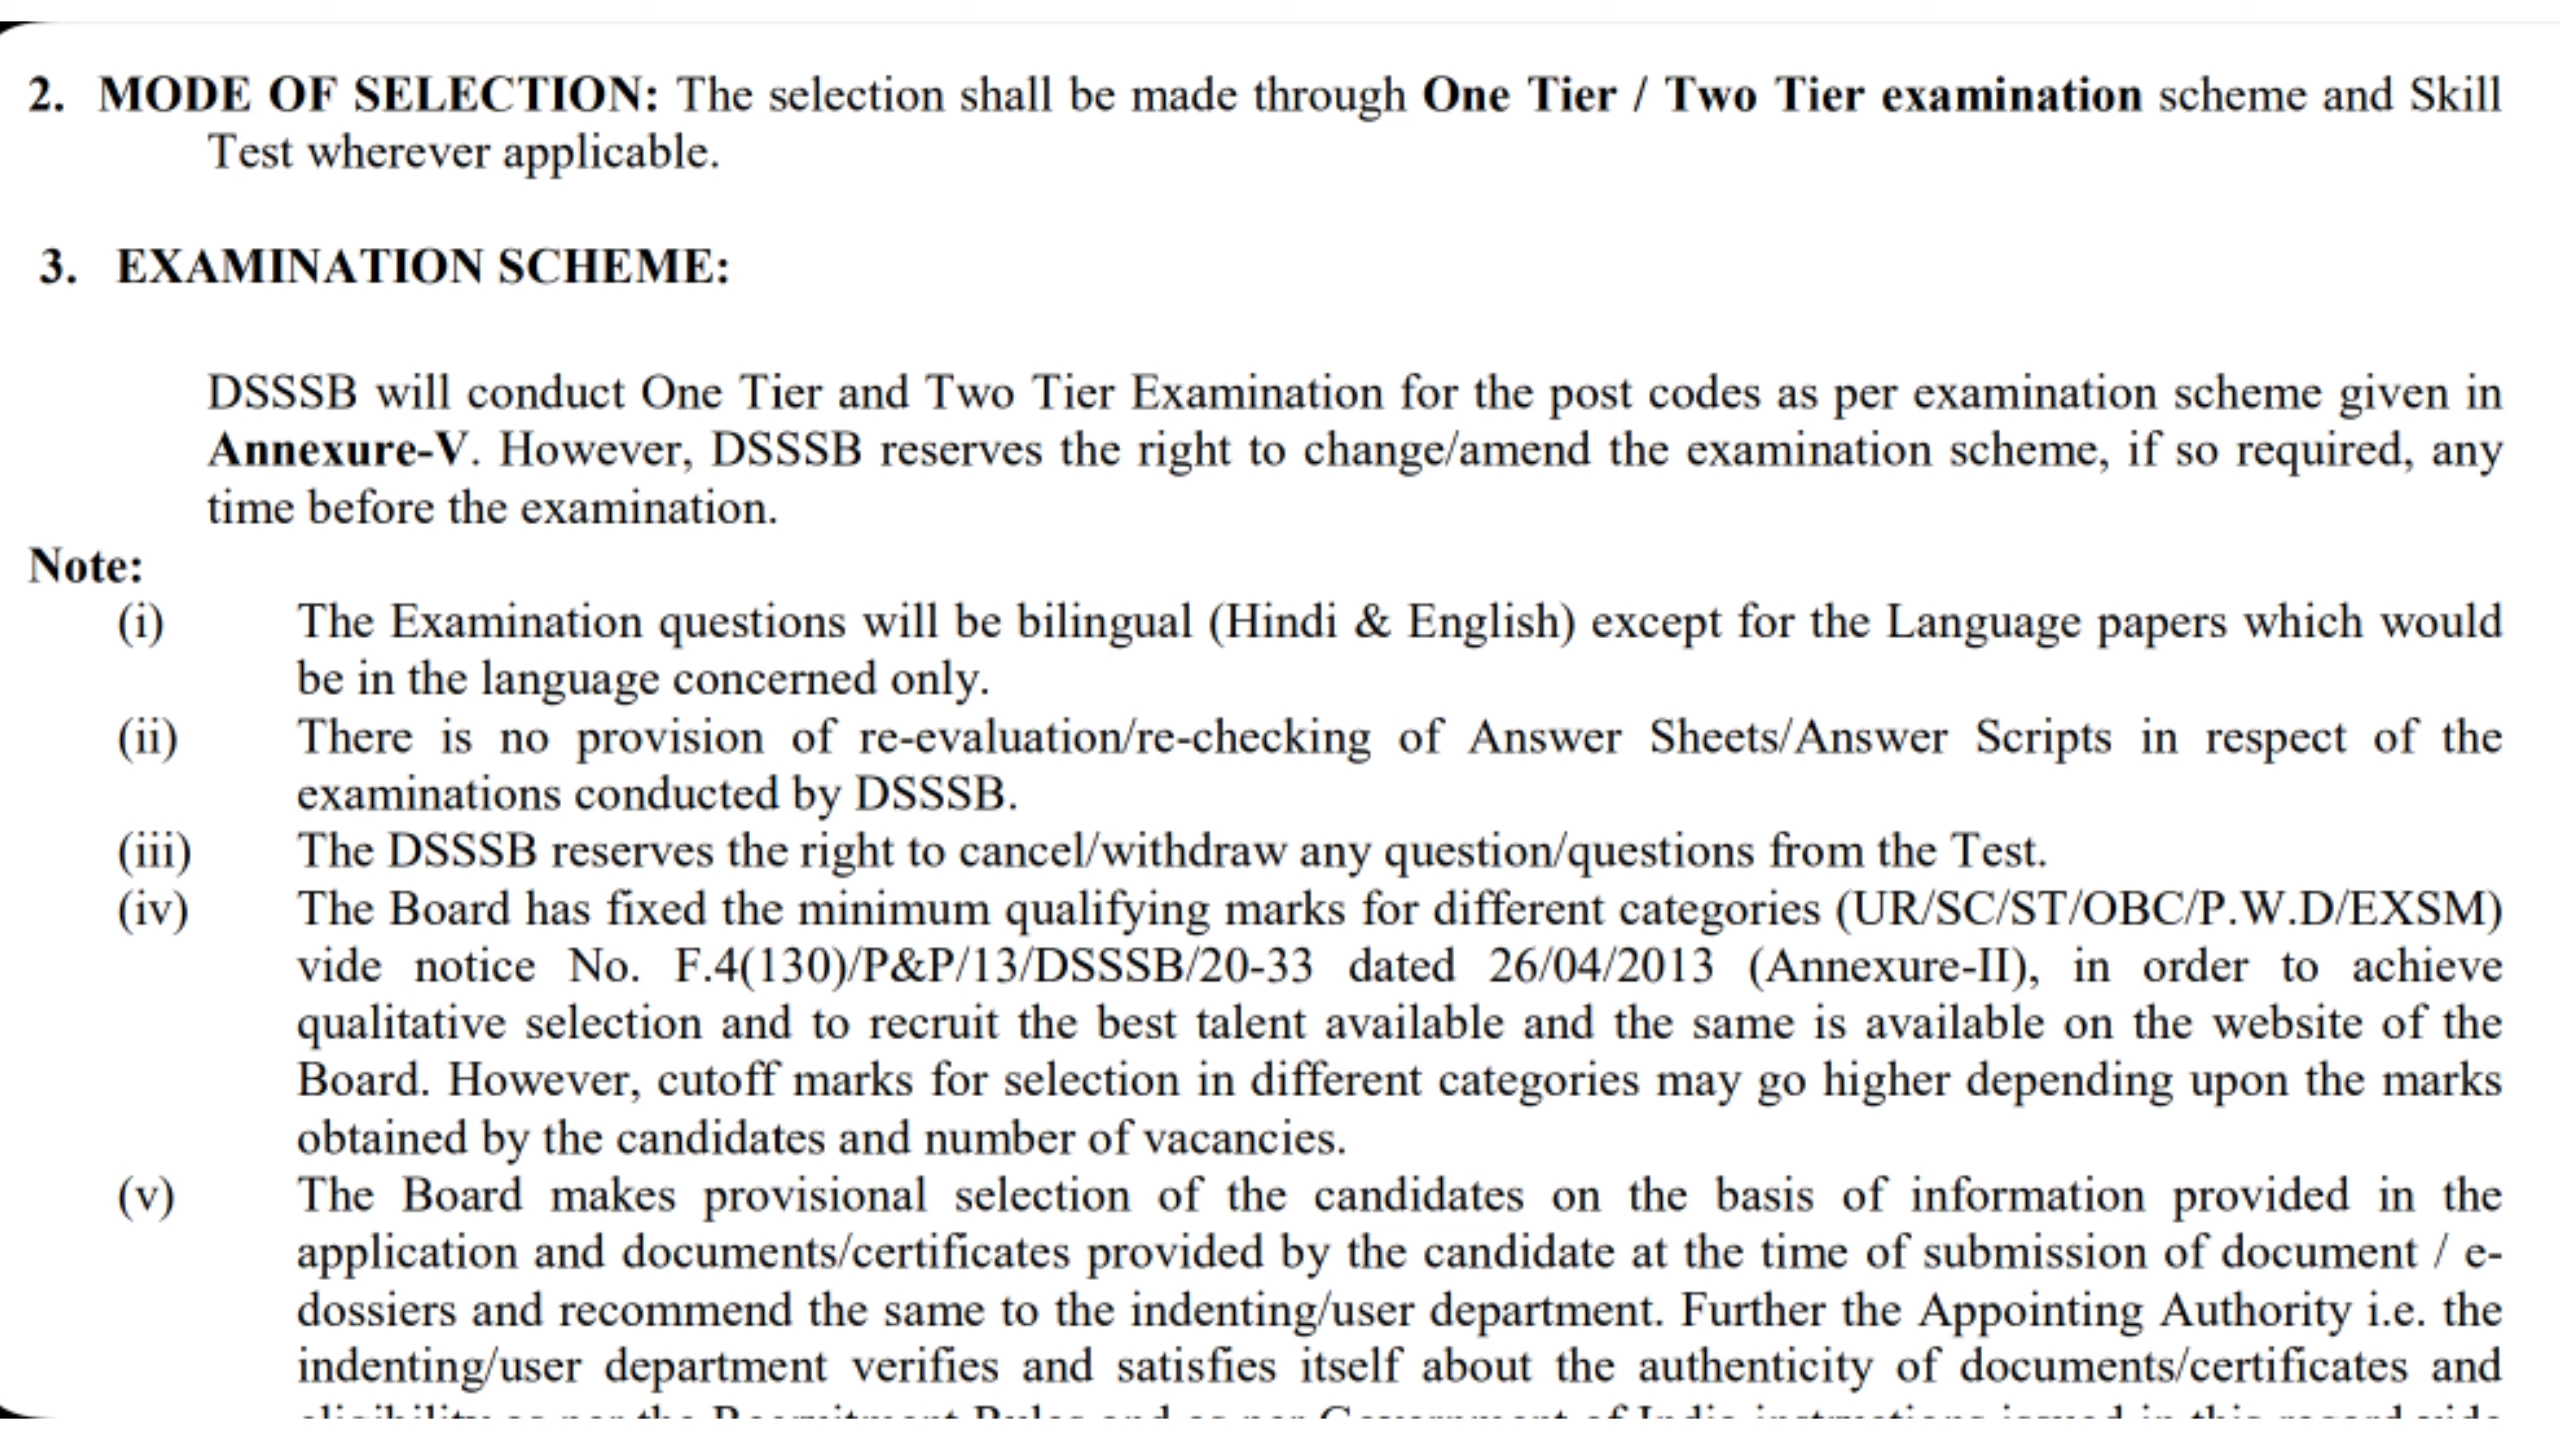 2. MODE OF SELECTION: The selection shall be made through One Tier / Two Tier examination scheme and Skill
Test wherever applicable.
3. EXAMINATION SCHEME:
DSSSB will conduct One Tier and Two Tier Examination for the post codes as per examination scheme given in
Annexure-V. However, DSSSB reserves the right to change/amend the examination scheme, if so required, any
time before the examination.
Note:
(i) The Examination questions will be bilingual (Hindi & English) except for the Language papers which would
be in the language concerned only.
(ii) There is no provision of re-evaluation/re-checking of Answer Sheets/Answer Scripts in respect of the
examinations conducted by DSSSB.
(iii) The DSSSB reserves the right to cancel/withdraw any question/questions from the Test.
(iv) The Board has fixed the minimum qualifying marks for different categories (UR/SC/ST/OBC/P.W.D/EXSM)
vide notice No. F.4(130)/P&P/13/DSSSB/20-33 dated 26/04/2013 (Annexure-II), in order to achieve
qualitative selection and to recruit the best talent available and the same is available on the website of the
Board. However, cutoff marks for selection in different categories may go higher depending upon the marks
obtained by the candidates and number of vacancies.
(v) The Board makes provisional selection of the candidates on the basis of information provided in the
application and documents/certificates provided by the candidate at the time of submission of document / e-
dossiers and recommend the same to the indenting/user department. Further the Appointing Authority i.e. the
indenting/user department verifies and satisfies itself about the authenticity of documents/certificates and